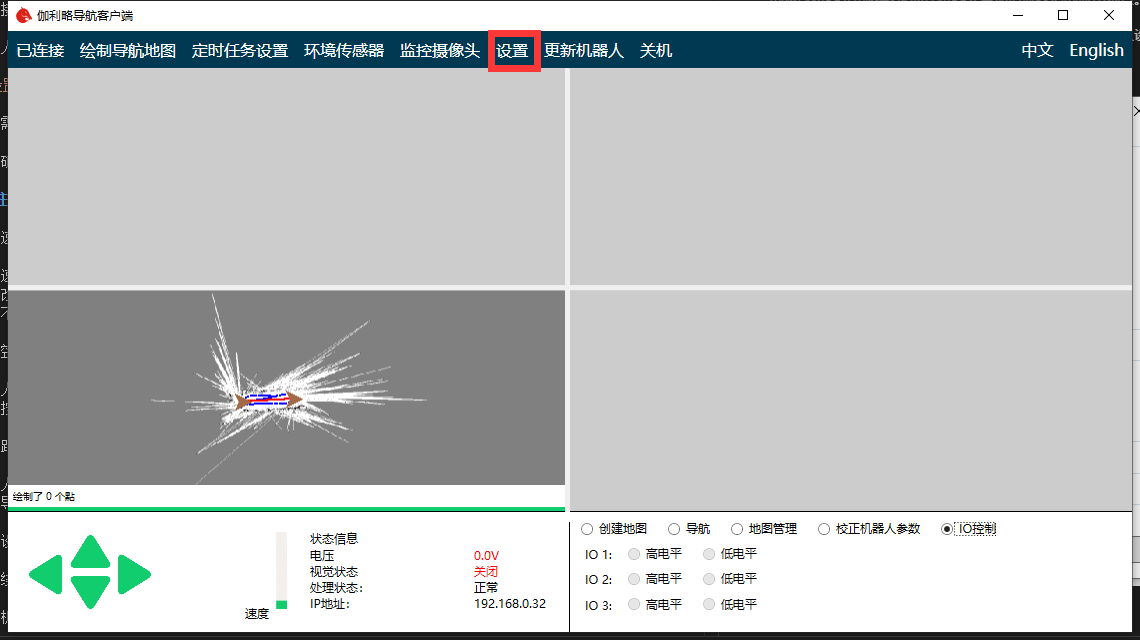 伽利略导航客户端
已连接 绘制导航地图 定时任务设置 环境传感器 监控摄像头 设置 更新机器人 关机 中文 English
绘制了 0 个點
状态信息
电压 0.0V
视觉状态 关闭
处理状态: 正常
IP地址: 192.168.0.32
速度
创建地图 导航 地图管理 校正机器人参数 IO控制
IO 1: 高电平 低电平
IO 2: 高电平 低电平
IO 3: 高电平 低电平